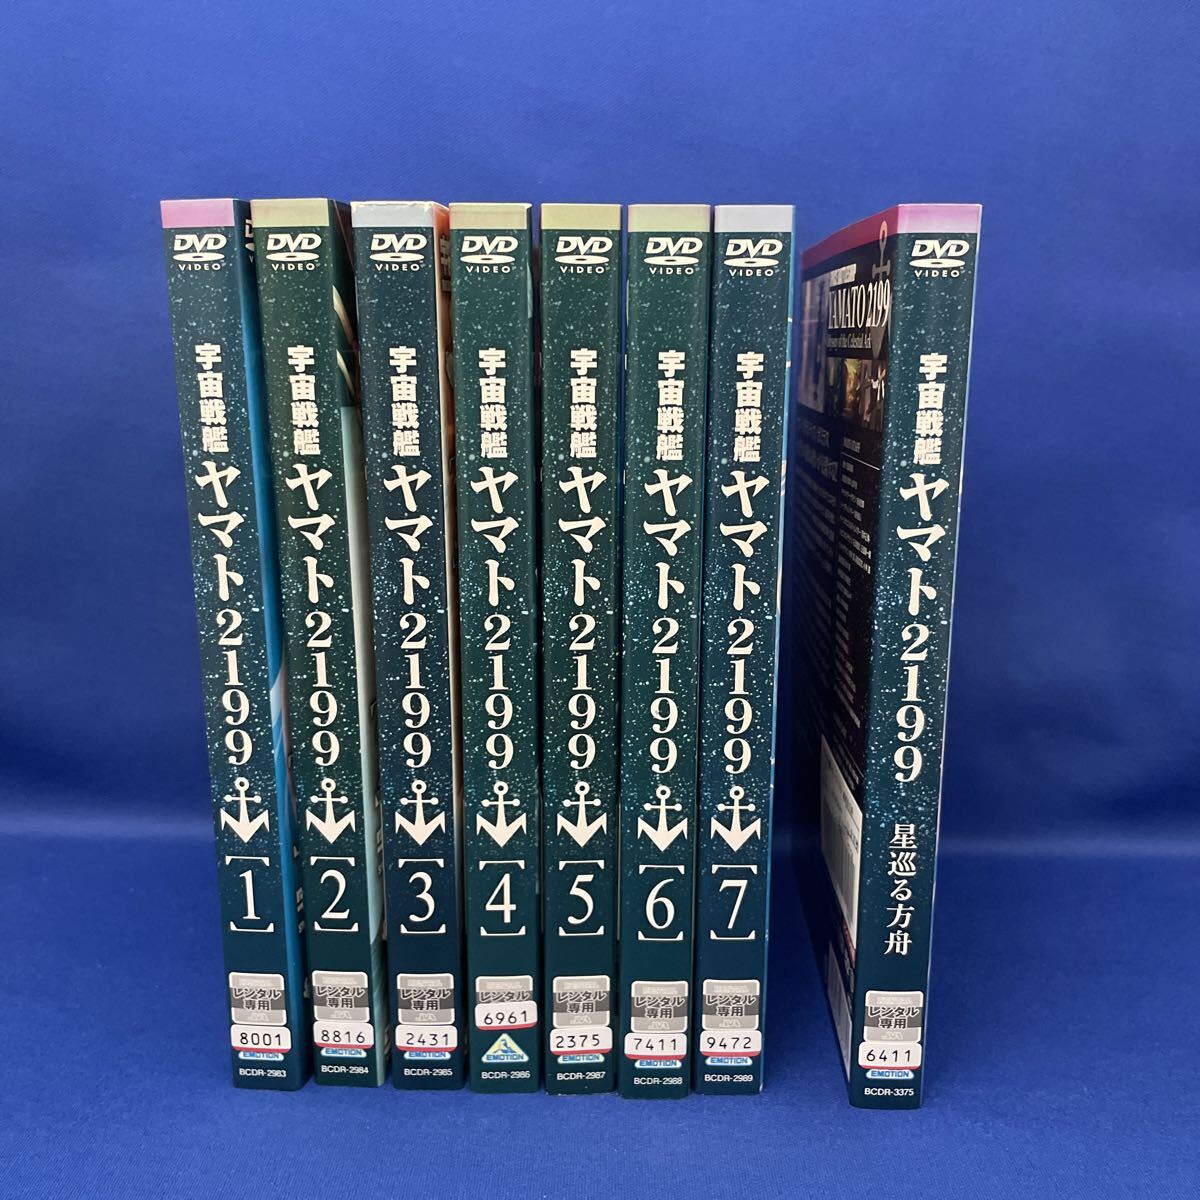 DVD
VIDEO
宇宙戦艦
ヤマト2199
[1]
レンタル
専用
8001
EMOTION
BCDR-2983
DVD
VIDEO
宇宙戦艦
ヤマト2199
[2]
レンタル
専用
8816
EMOTION
BCDR-2984
DVD
VIDEO
宇宙戦艦
ヤマト2199
[3]
レンタル
専用
2431
EMOTION
BCDR-2985
DVD
VIDEO
宇宙戦艦
ヤマト2199
[4]
レンタル
専用
6961
EMOTION
BCDR-2986
DVD
VIDEO
宇宙戦艦
ヤマト2199
[5]
レンタル
専用
2375
EMOTION
BCDR-2987
DVD
VIDEO
宇宙戦艦
ヤマト2199
[6]
レンタル
専用
7411
EMOTION
BCDR-2988
DVD
VIDEO
宇宙戦艦
ヤマト2199
[7]
レンタル
専用
9472
EMOTION
BCDR-2989
YAMATO 2199
of the Celestial Ark
DVD
VIDEO
宇宙戦艦
ヤマト2199
星巡る方舟
レンタル
専用
6411
EMOTION
BCDR-3375